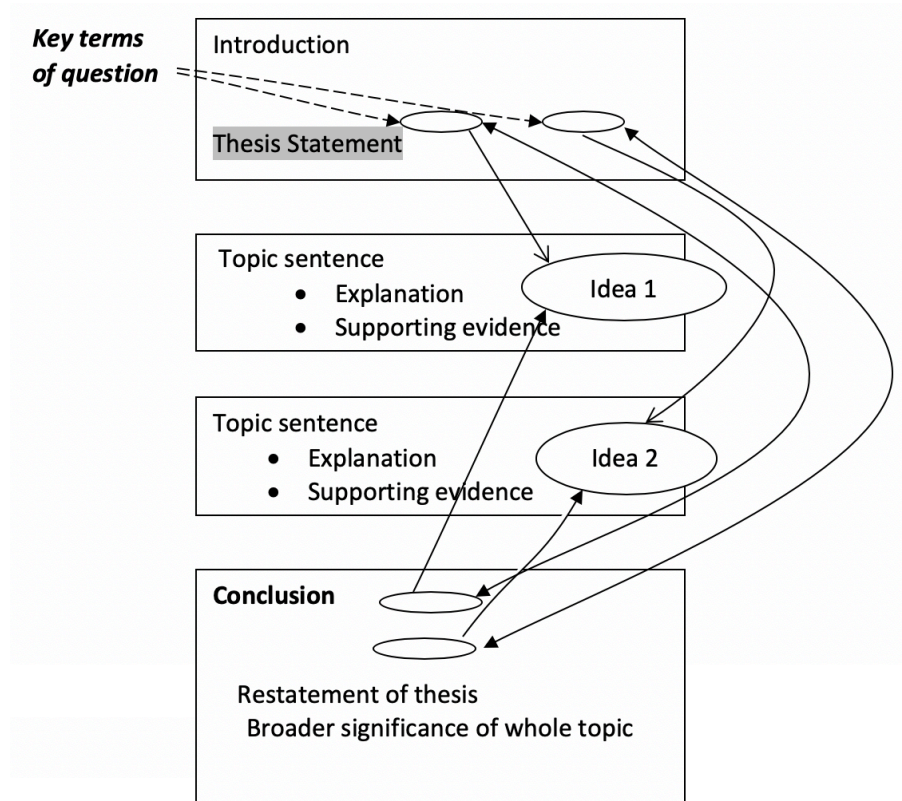 Key terms
of question
Introduction
Thesis Statement
Topic sentence
• Explanation
• Supporting evidence
Idea 1
Topic sentence
• Explanation
• Supporting evidence
Idea 2
Conclusion
Restatement of thesis
Broader significance of whole topic